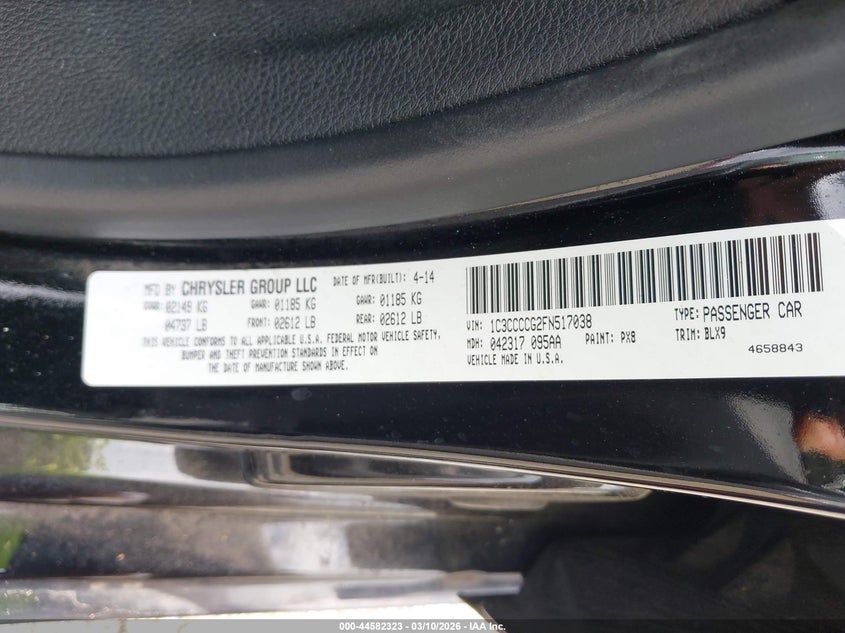 MFD BY CHRYSLER GROUP LLC DATE OF MFR(BUILT): 4-14
GVWR: 02149 KG GAWR: 01185 KG GAWR: 01185 KG
04737 LB FRONT: 02612 LB REAR: 02612 LB
THIS VEHICLE CONFORMS TO ALL APPLICABLE U.S.A. FEDERAL MOTOR VEHICLE SAFETY,
BUMPER AND THEFT PREVENTION STANDARDS IN EFFECT ON
THE DATE OF MANUFACTURE SHOWN ABOVE.
VIN: 1C3CCCCG2FN517038 TYPE: PASSENGER CAR
MDH: 042317 095AA PAINT: PX8 TRIM: BLX9
VEHICLE MADE IN U.S.A. 4658843
000-44582323 — 03/10/2026 — IAA Inc.